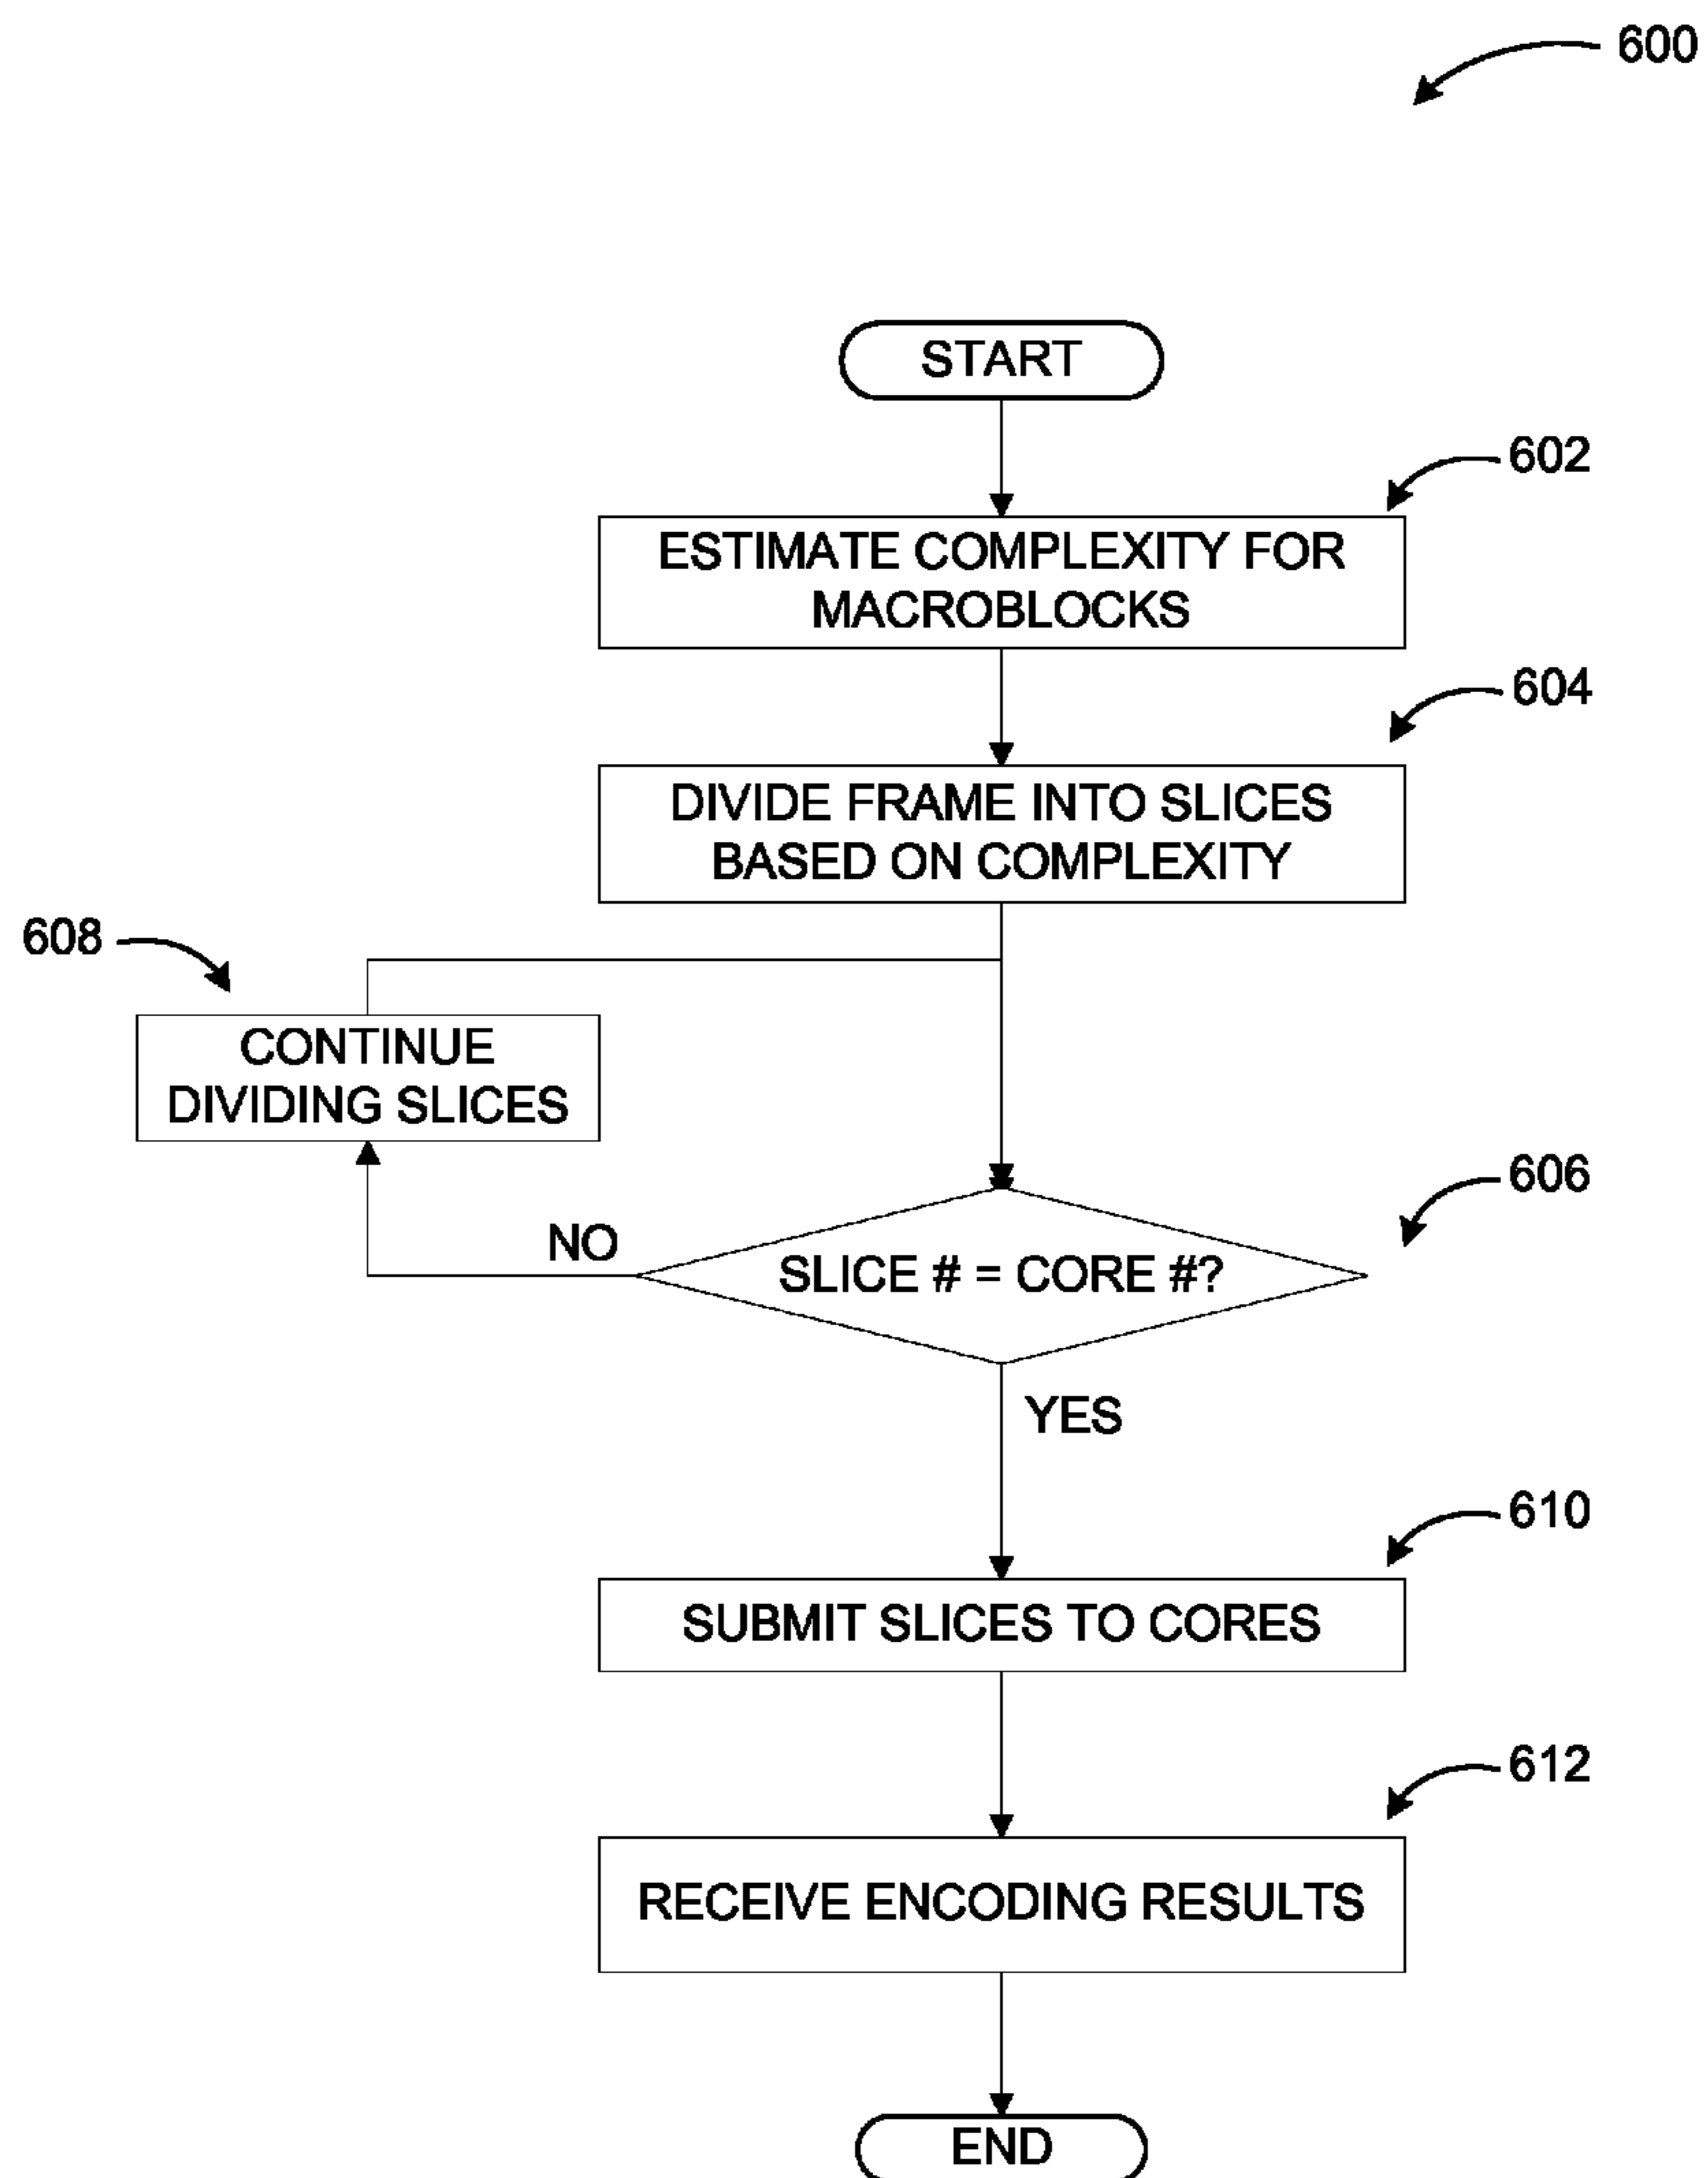 600
START
602
ESTIMATE COMPLEXITY FOR
MACROBLOCKS
604
DIVIDE FRAME INTO SLICES
BASED ON COMPLEXITY
608
CONTINUE
DIVIDING SLICES
606
NO
SLICE # = CORE #?
YES
610
SUBMIT SLICES TO CORES
612
RECEIVE ENCODING RESULTS
END